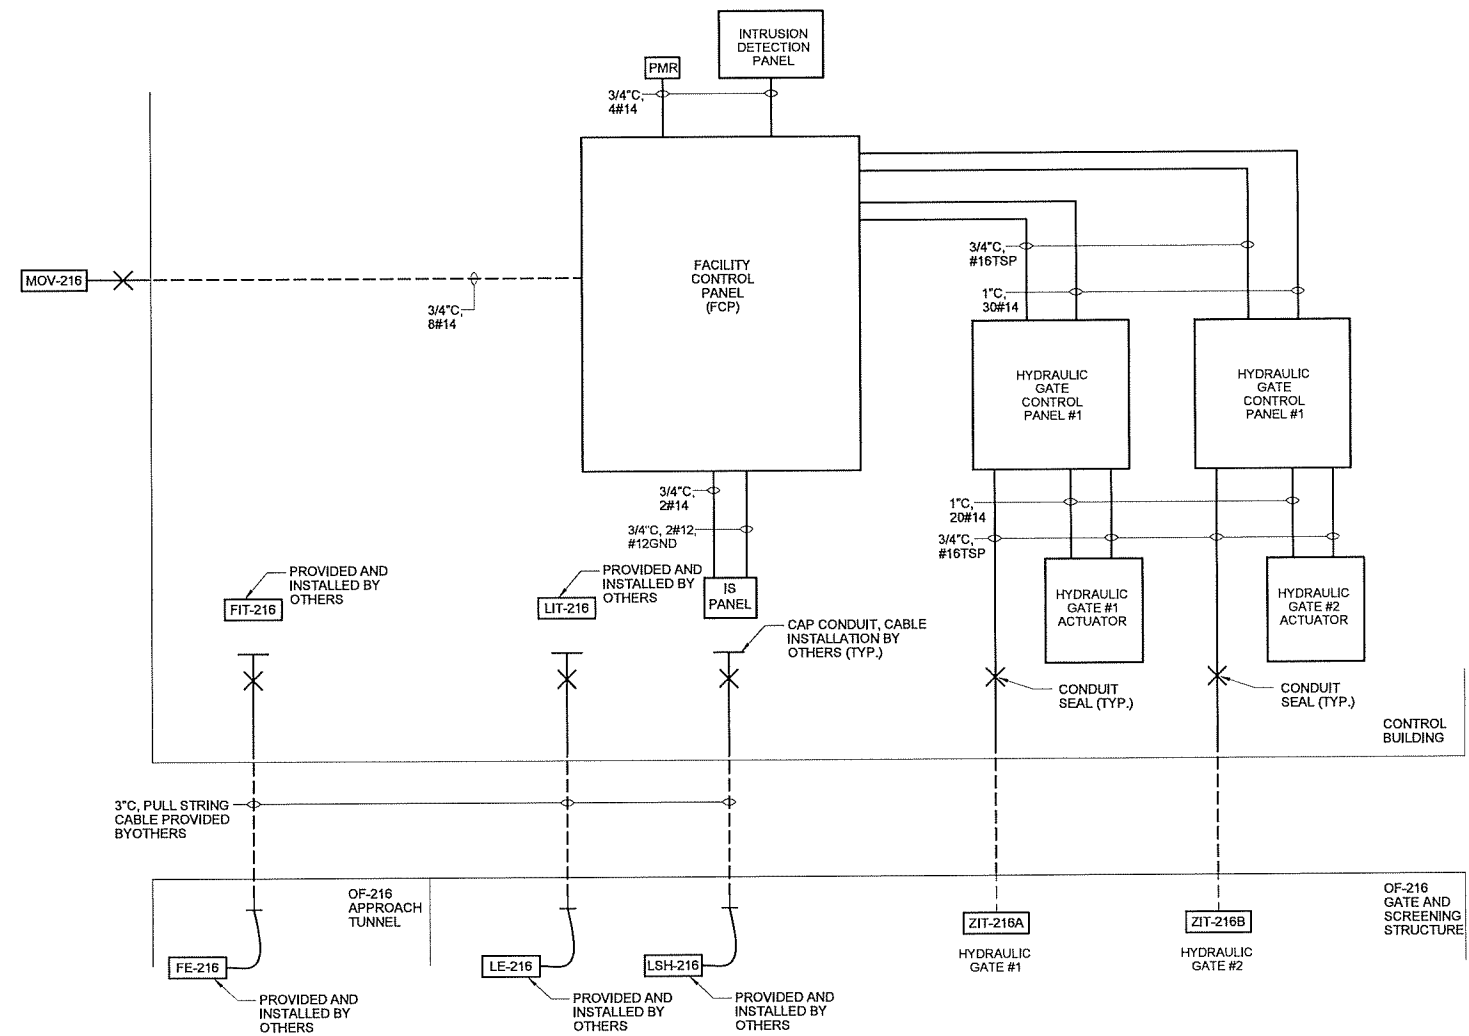 INTRUSION
DETECTION
PANEL
PMR
3/4"C,
4#14
MOV-216
3/4"C,
8#14
FACILITY
CONTROL
PANEL
(FCP)
3/4"C,
#16TSP
1"C,
30#14
HYDRAULIC
GATE
CONTROL
PANEL #1
HYDRAULIC
GATE
CONTROL
PANEL #1
3/4"C,
2#14
3/4"C, 2#12,
#12GND
1"C,
20#14
3/4"C,
#16TSP
PROVIDED AND
INSTALLED BY
OTHERS
FIT-216
PROVIDED AND
INSTALLED BY
OTHERS
LIT-216
IS
PANEL
HYDRAULIC
GATE #1
ACTUATOR
HYDRAULIC
GATE #2
ACTUATOR
CAP CONDUIT, CABLE
INSTALLATION BY
OTHERS (TYP.)
CONDUIT
SEAL (TYP.)
CONDUIT
SEAL (TYP.)
CONTROL
BUILDING
3"C, PULL STRING
CABLE PROVIDED
BYOTHERS
OF-216
APPROACH
TUNNEL
OF-216
GATE AND
SCREENING
STRUCTURE
FE-216
PROVIDED AND
INSTALLED BY
OTHERS
LE-216
PROVIDED AND
INSTALLED BY
OTHERS
LSH-216
PROVIDED AND
INSTALLED BY
OTHERS
ZIT-216A
HYDRAULIC
GATE #1
ZIT-216B
HYDRAULIC
GATE #2